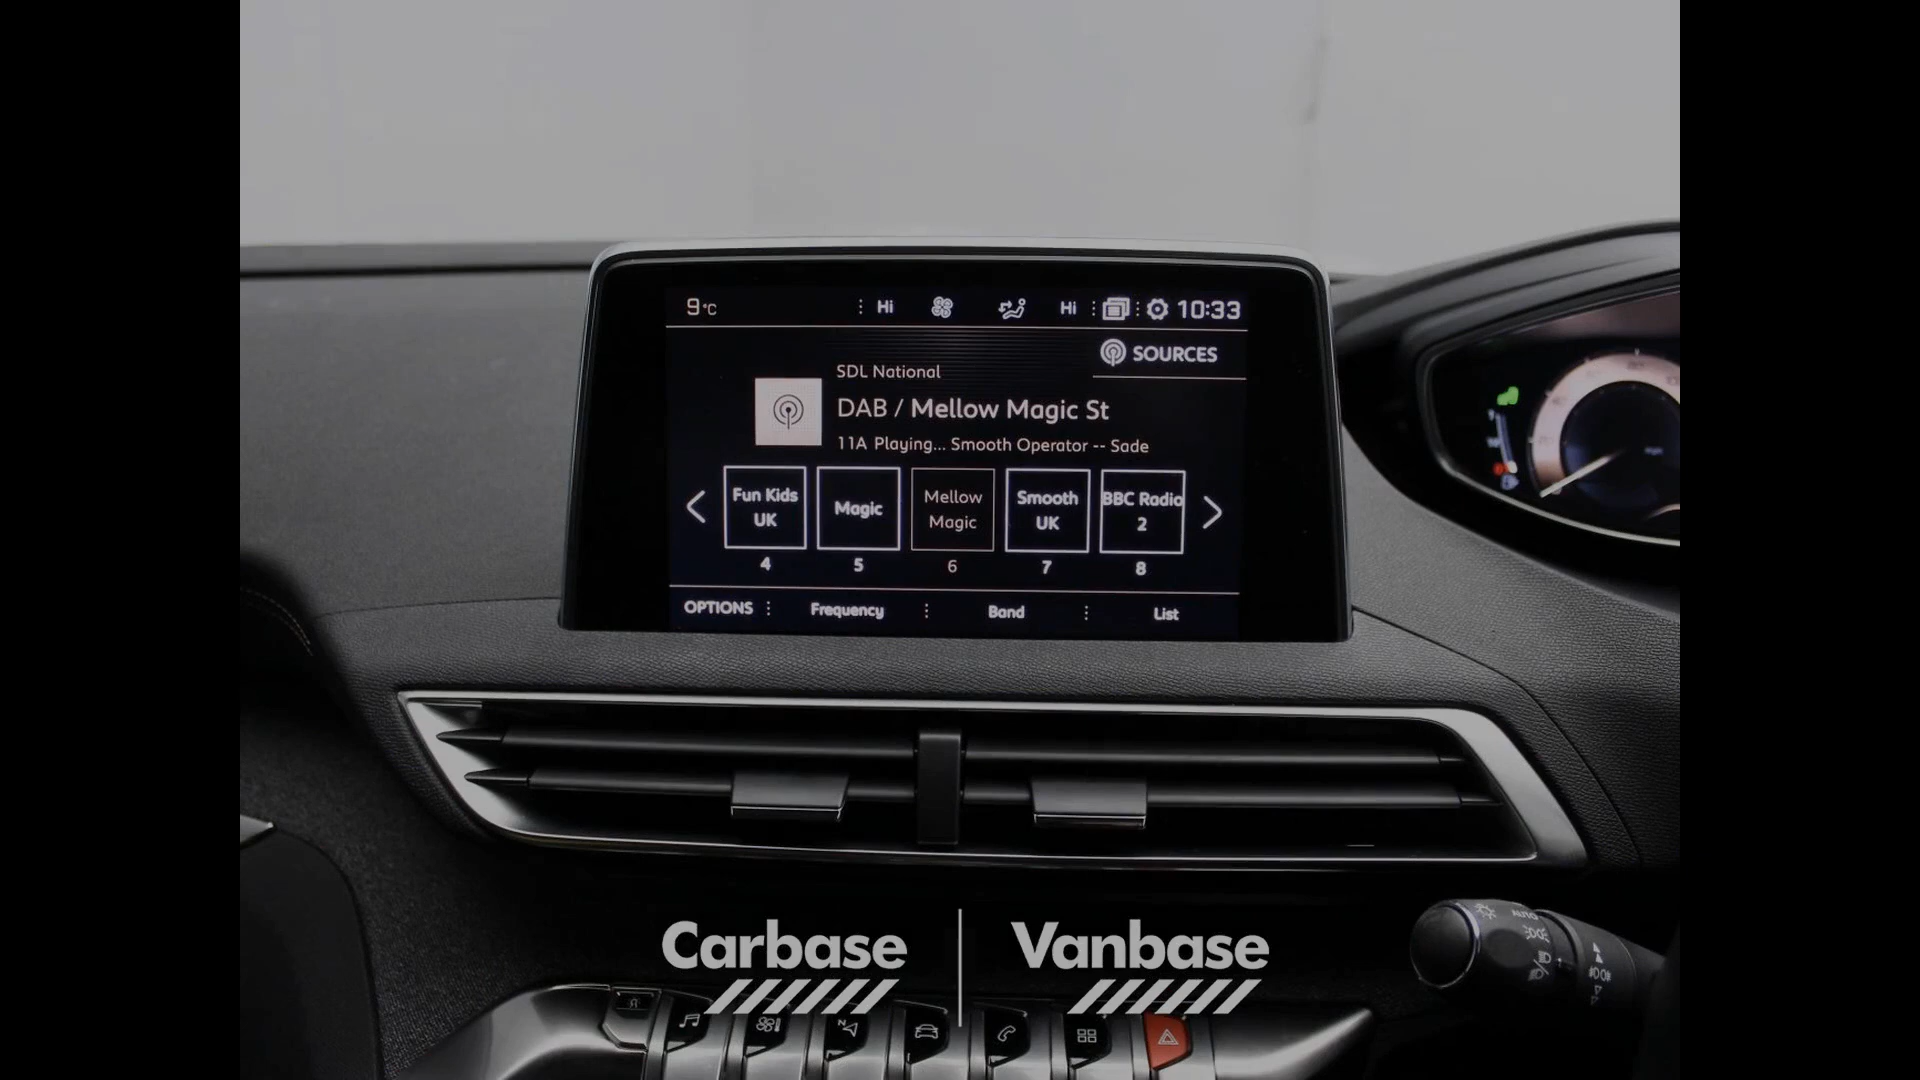 9°C
Hi
Hi
10:33
SOURCES
SDL National
DAB / Mellow Magic St
11A Playing... Smooth Operator -- Sade
Fun Kids
UK
Magic
Mellow
Magic
Smooth
UK
BBC Radio
2
4
5
6
7
8
OPTIONS
Frequency
Band
List
AUTO
Carbase
Vanbase